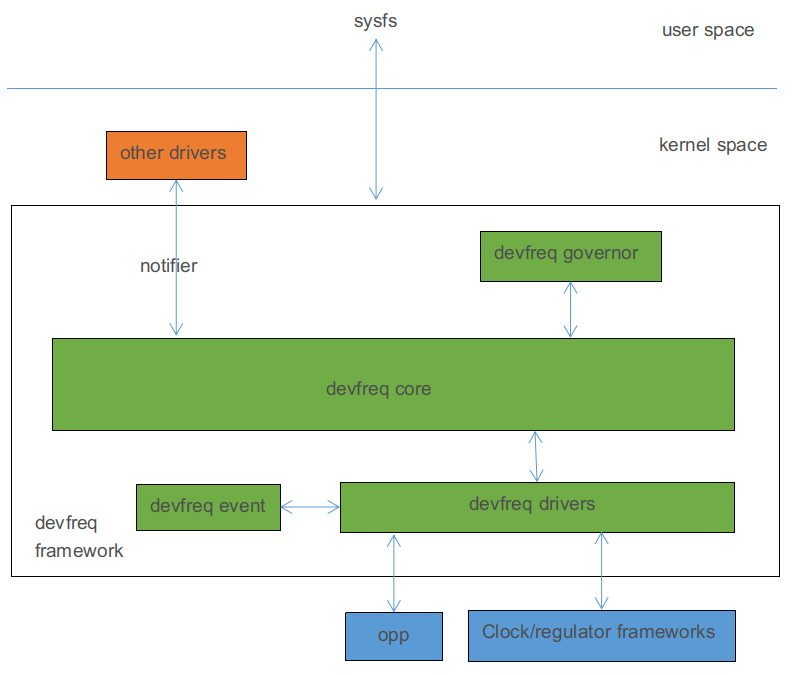 sysfs
user space
other drivers
kernel space
devfreq governor
notifier
devfreq core
devfreq event
devfreq drivers
devfreq
framework
opp
Clock/regulator frameworks